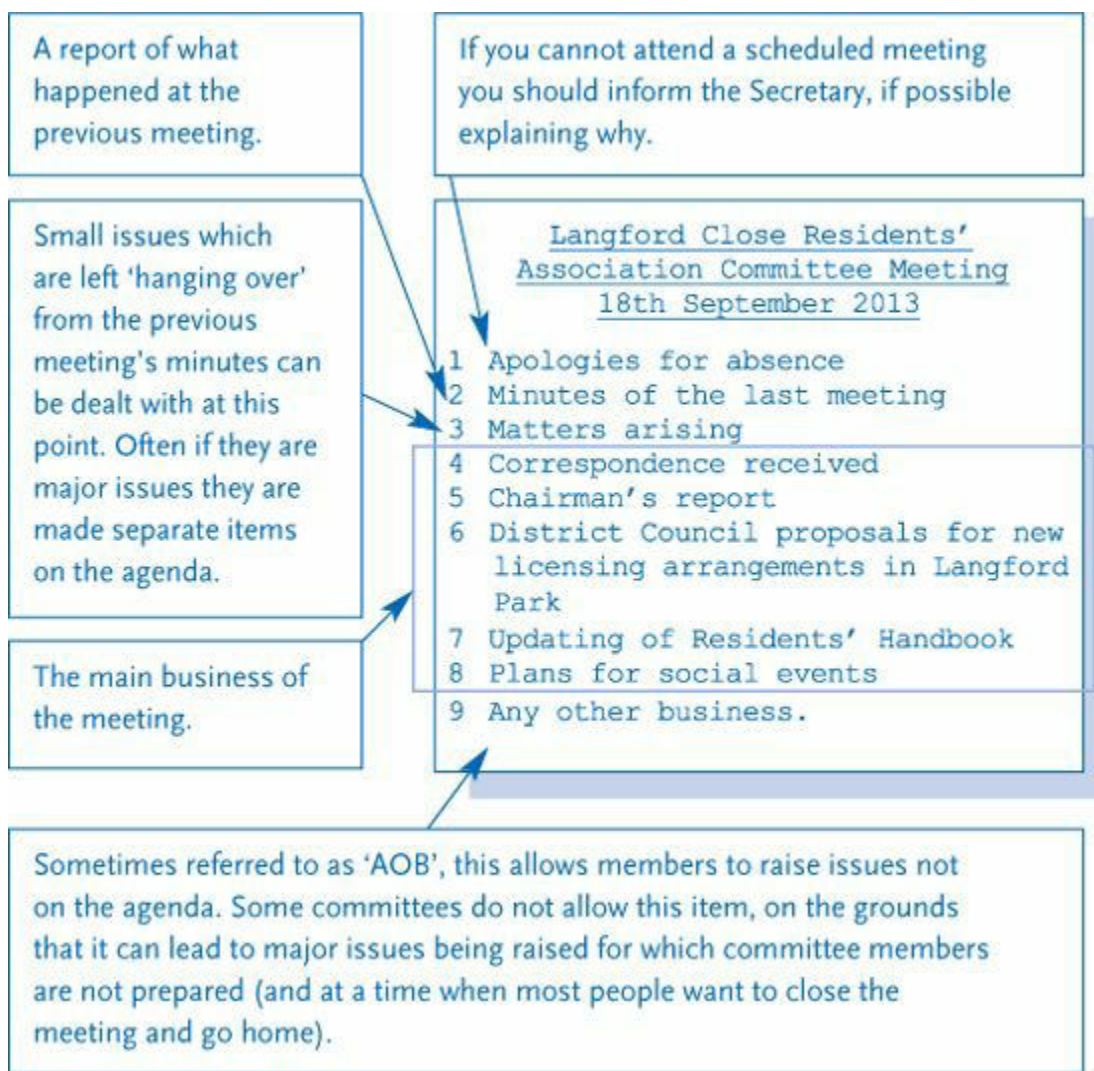 A report of what
happened at the
previous meeting.
If you cannot attend a scheduled meeting
you should inform the Secretary, if possible
explaining why.
Small issues which
are left ‘hanging over’
from the previous
meeting’s minutes can
be dealt with at this
point. Often if they are
major issues they are
made separate items
on the agenda.
The main business of
the meeting.
Langford Close Residents’
Association Committee Meeting
18th September 2013
1 Apologies for absence
2 Minutes of the last meeting
3 Matters arising
4 Correspondence received
5 Chairman’s report
6 District Council proposals for new
licensing arrangements in Langford
Park
7 Updating of Residents’ Handbook
8 Plans for social events
9 Any other business.
Sometimes referred to as ‘AOB’, this allows members to raise issues not
on the agenda. Some committees do not allow this item, on the grounds
that it can lead to major issues being raised for which committee members
are not prepared (and at a time when most people want to close the
meeting and go home).